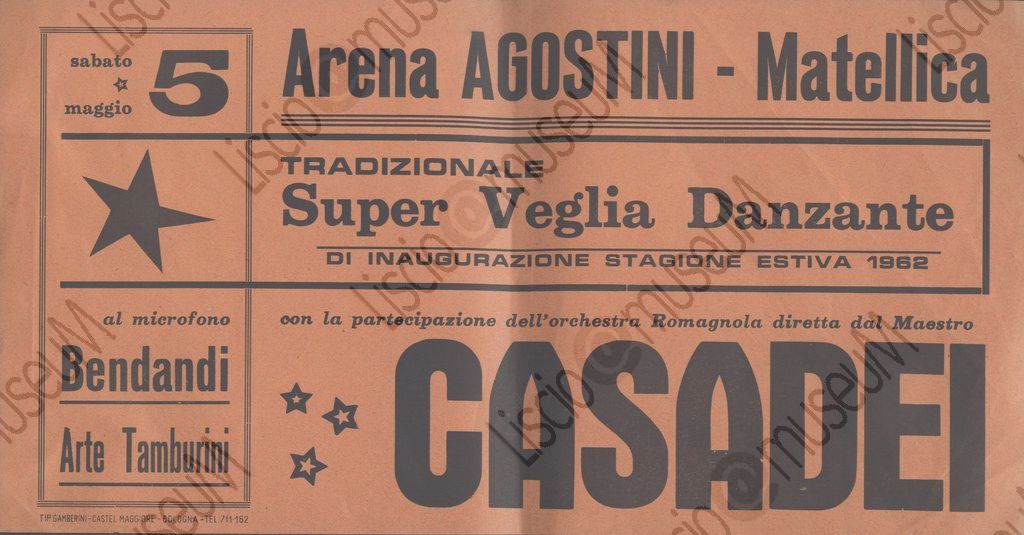 sabato
maggio
5
Arena AGOSTINI - Matellica
TRADIZIONALE
Super Veglia Danzante
DI INAUGURAZIONE STAGIONE ESTIVA 1962
al microfono
Bendandi
Arte Tamburini
con la partecipazione dell'orchestra Romagnola diretta dal Maestro
CASADEI
TIP. GAMBERINI - CASTEL MAGGIORE - BOLOGNA - TEL. 711-162
Liscio@museuM